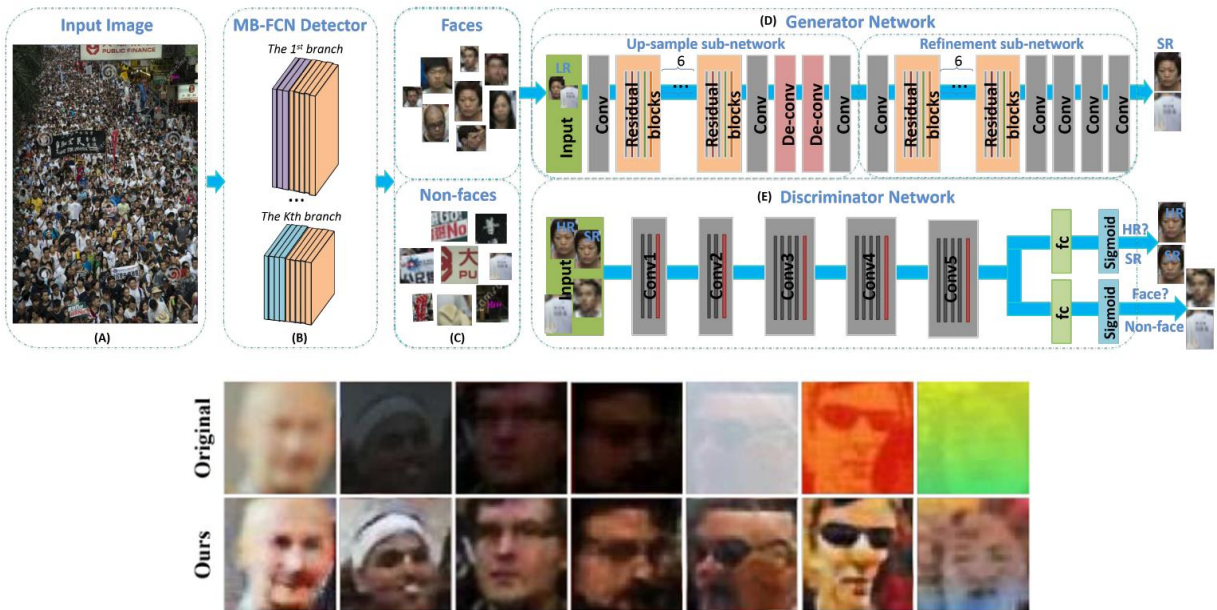 Input Image
PUBLIC FINANCE
(A)
MB-FCN Detector
The 1st branch
...
The Kth branch
(B)
Faces
Non-faces
No
大
PU
(C)
(D) Generator Network
Up-sample sub-network
Refinement sub-network
LR
Input
Conv
Residual blocks
6
...
Residual blocks
Conv
De-conv
De-conv
Conv
Conv
Residual blocks
6
...
Residual blocks
Conv
Conv
Conv
Conv
SR
(E) Discriminator Network
HR
SR
Input
Conv1
Conv2
Conv3
Conv4
Conv5
fc
Sigmoid
HR?
SR
HR
SR
fc
Sigmoid
Face?
Non-face
Original
Ours